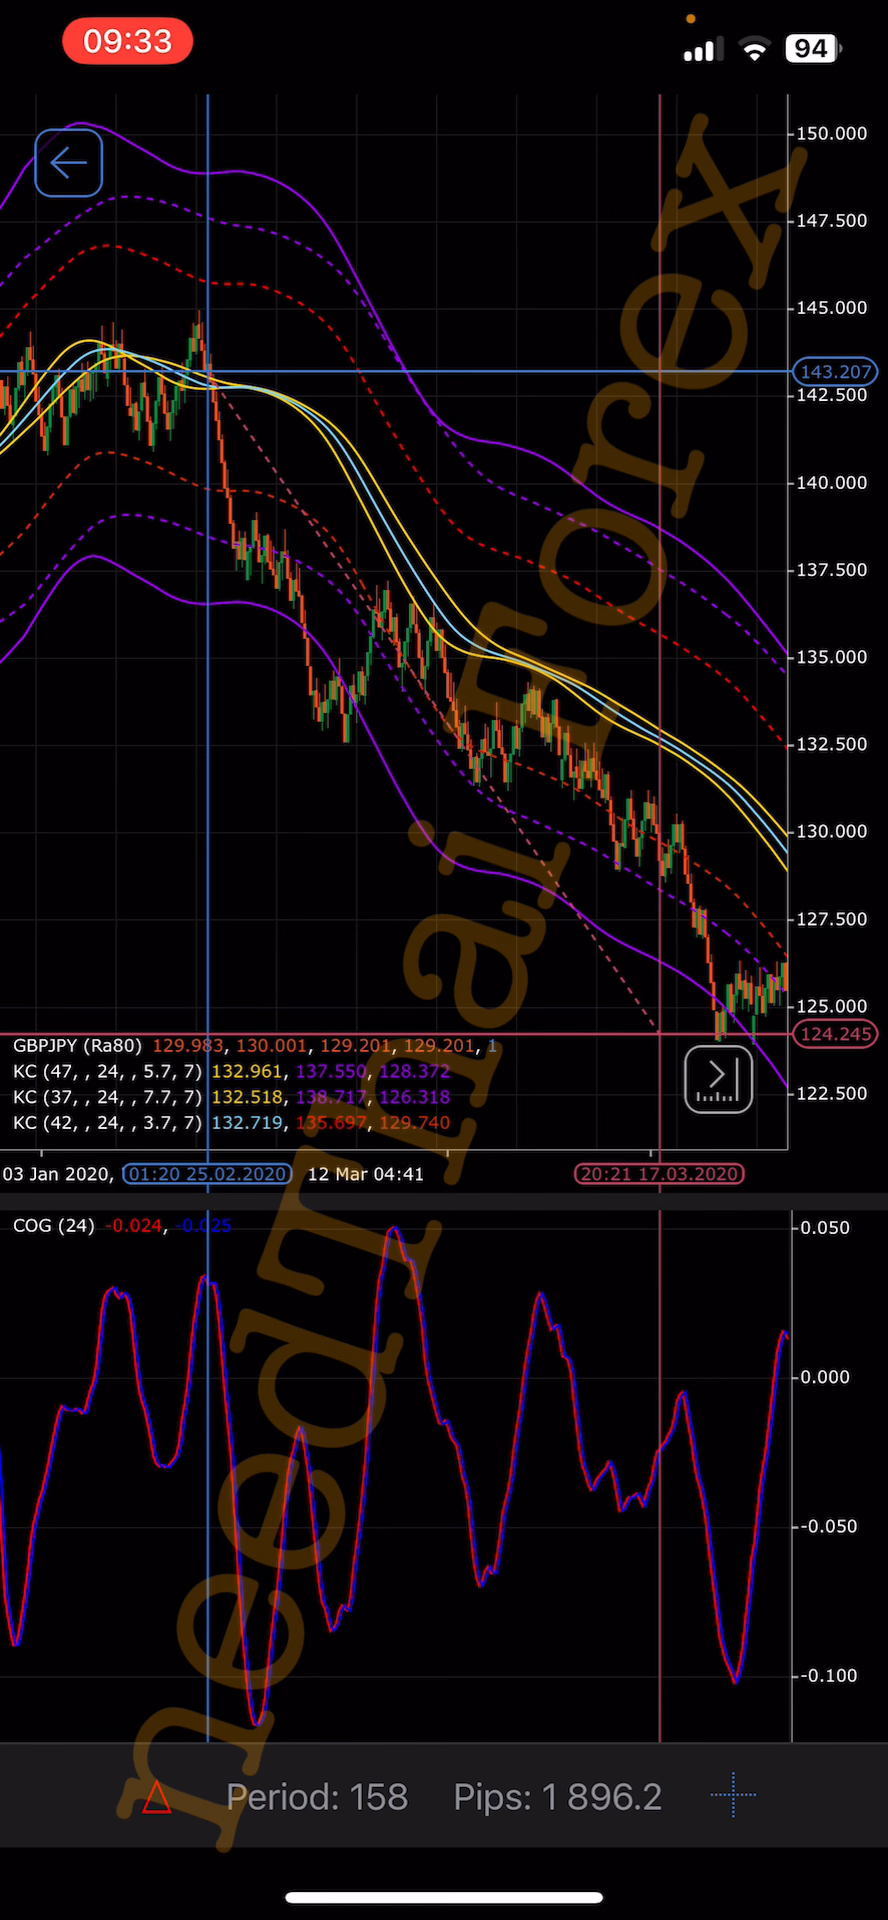 09:33
94
150.000
147.500
145.000
143.207
142.500
140.000
137.500
135.000
132.500
130.000
127.500
125.000
124.245
122.500
GBPJPY (Ra80) 129.983, 130.001, 129.201, 129.201, 1
KC (47, , 24, , 5.7, 7) 132.961, 137.550, 128.372
KC (37, , 24, , 7.7, 7) 132.518, 138.717, 126.318
KC (42, , 24, , 3.7, 7) 132.719, 135.697, 129.740
03 Jan 2020, 01:20 25.02.2020 12 Mar 04:41 20:21 17.03.2020
COG (24) -0.024, -0.025
0.050
0.000
-0.050
-0.100
needThai Forex
Period: 158 Pips: 1 896.2